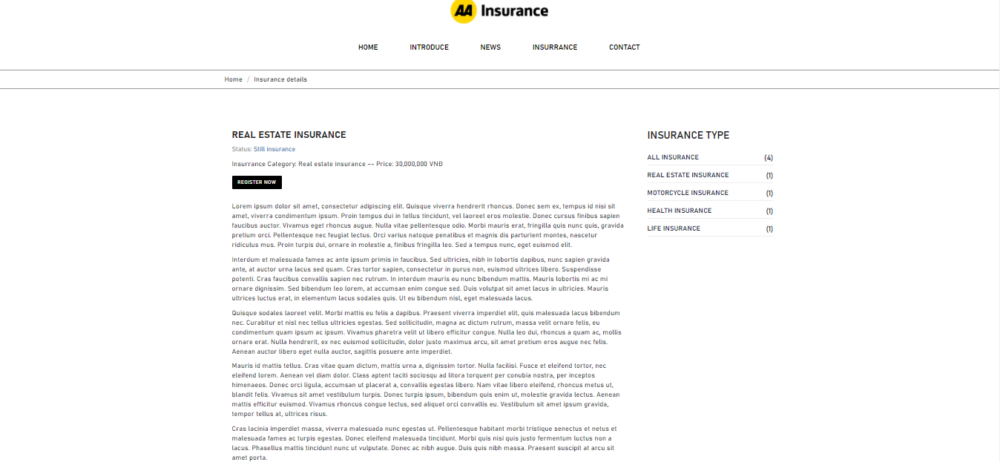 AA Insurance
HOME INTRODUCE NEWS INSURRANCE CONTACT
Home / Insurance details
REAL ESTATE INSURANCE
Status: Still insurance
Insurrance Category: Real estate insurance -- Price: 30,000,000 VNĐ
REGISTER NOW
Lorem ipsum dolor sit amet, consectetur adipiscing elit. Quisque viverra hendrerit rhoncus. Donec sem ex, tempus id nisi sit
amet, viverra condimentum ipsum. Proin tempus dui in tellus tincidunt, vel laoreet eros molestie. Donec cursus finibus sapien
faucibus auctor. Vivamus eget rhoncus augue. Nulla vitae pellentesque odio. Morbi mauris erat, fringilla quis nunc quis, gravida
pretium orci. Pellentesque nec feugiat lectus. Orci varius natoque penatibus et magnis dis parturient montes, nascetur
ridiculus mus. Proin turpis dui, ornare in molestie a, finibus fringilla leo. Sed a tempus nunc, eget euismod elit.
Interdum et malesuada fames ac ante ipsum primis in faucibus. Sed ultricies, nibh in lobortis dapibus, nunc sapien gravida
ante, at auctor urna lacus sed quam. Cras tortor sapien, consectetur in purus non, euismod ultrices libero. Suspendisse
potenti. Cras faucibus convallis sapien nec rutrum. In interdum mauris eu nunc bibendum mattis. Mauris lobortis mi ac mi
ornare dignissim. Sed bibendum leo lorem, at accumsan enim congue sed. Duis volutpat sit amet lacus in ultricies. Mauris
ultrices luctus erat, in elementum lacus sodales quis. Ut eu bibendum nisl, eget malesuada lacus.
Quisque sodales laoreet velit. Morbi mattis eu felis a dapibus. Praesent viverra imperdiet elit, quis malesuada lacus bibendum
nec. Curabitur et nisl nec tellus ultricies egestas. Sed sollicitudin, magna ac dictum rutrum, massa velit ornare felis, eu
condimentum quam ipsum ac ipsum. Vivamus pharetra velit ut libero efficitur congue. Nulla leo dui, rhoncus a quam ac, mollis
ornare erat. Nulla hendrerit, ex nec euismod sollicitudin, dolor justo maximus arcu, sit amet pretium eros augue nec felis.
Aenean auctor libero eget nulla auctor, sagittis posuere ante imperdiet.
Mauris id mattis tellus. Cras vitae quam dictum, mattis urna a, dignissim tortor. Nulla facilisi. Fusce et eleifend tortor, nec
eleifend lorem. Aenean vel diam dolor. Class aptent taciti sociosqu ad litora torquent per conubia nostra, per inceptos
himenaeos. Donec orci ligula, accumsan ut placerat a, convallis egestas libero. Nam vitae libero eleifend, rhoncus metus ut,
blandit felis. Vivamus sit amet vestibulum turpis. Donec turpis ipsum, bibendum quis enim ut, molestie gravida lectus. Aenean
mattis efficitur euismod. Vivamus rhoncus congue lectus, sed aliquet orci convallis eu. Vestibulum sit amet ipsum gravida,
tempor tellus at, ultrices risus.
Cras lacinia imperdiet massa, viverra malesuada nunc egestas ut. Pellentesque habitant morbi tristique senectus et netus et
malesuada fames ac turpis egestas. Donec eleifend malesuada tincidunt. Morbi quis nisi quis justo fermentum luctus non a
lacus. Phasellus mattis tincidunt nunc ut vulputate. Donec ac nibh augue. Duis quis nibh massa. Praesent suscipit at arcu sit
amet porta.
INSURANCE TYPE
ALL INSURANCE (4)
REAL ESTATE INSURANCE (1)
MOTORCYCLE INSURANCE (1)
HEALTH INSURANCE (1)
LIFE INSURANCE (1)